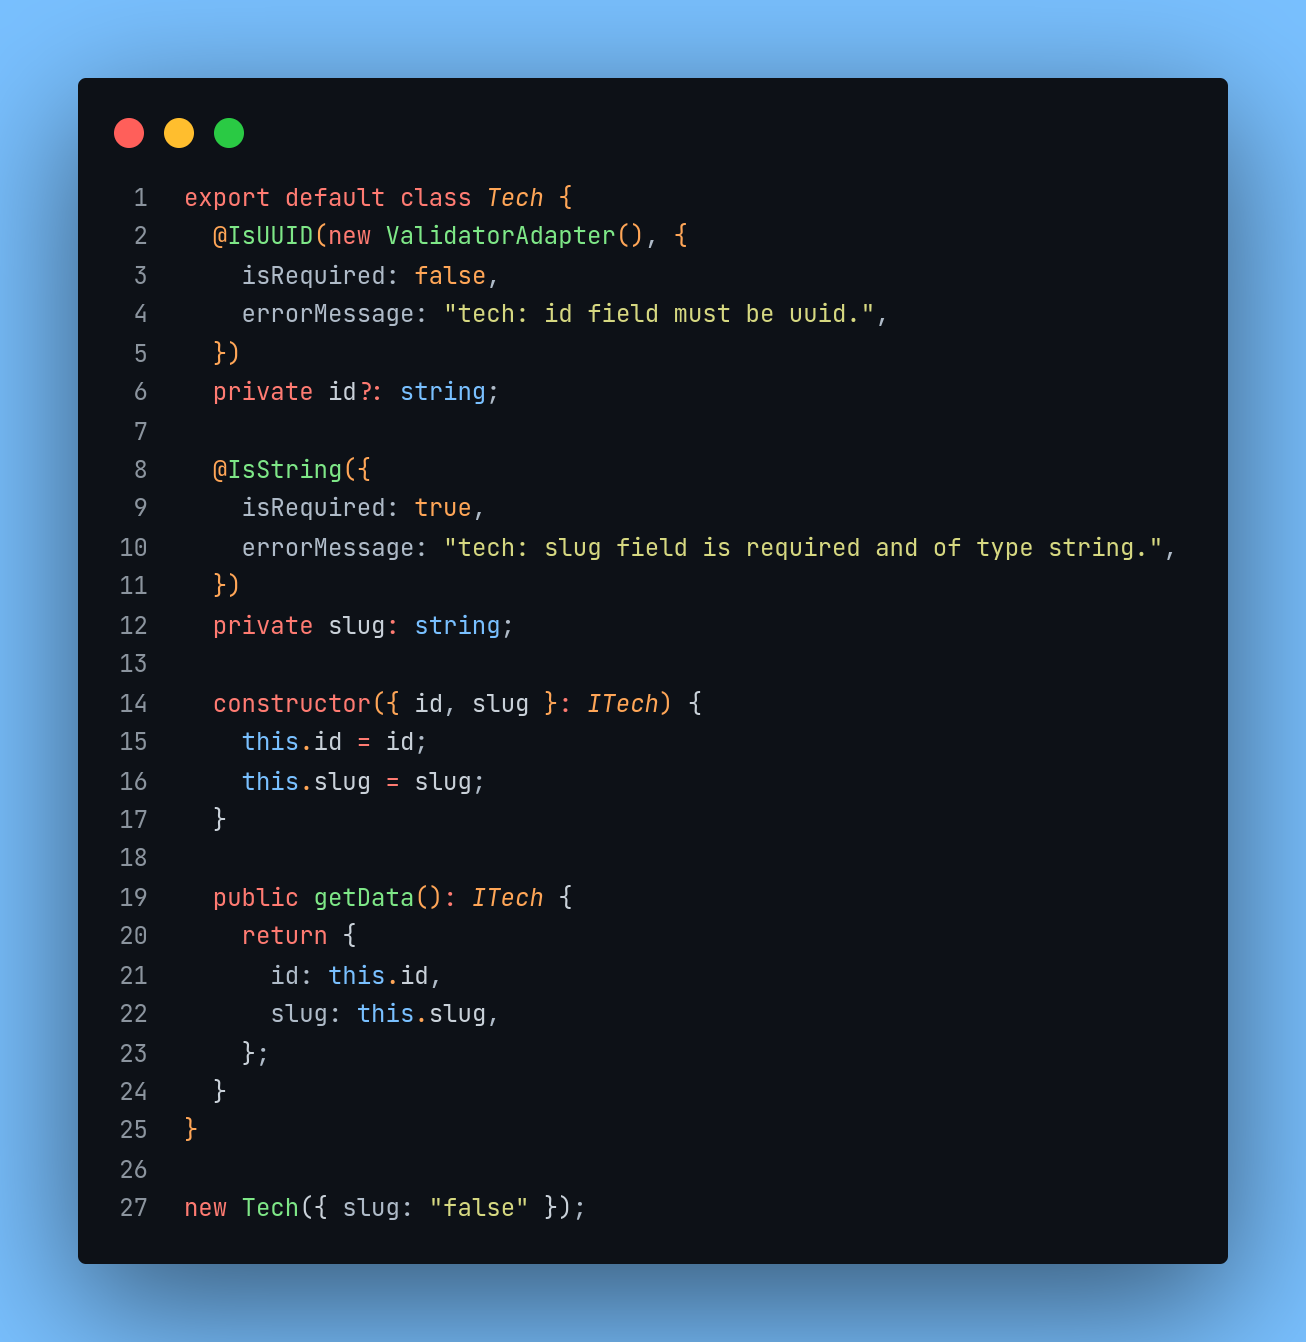 1 export default class Tech {
2   @IsUUID(new ValidatorAdapter(), {
3     isRequired: false,
4     errorMessage: "tech: id field must be uuid.",
5   })
6   private id?: string;
7
8   @IsString({
9     isRequired: true,
10     errorMessage: "tech: slug field is required and of type string.",
11   })
12   private slug: string;
13
14   constructor({ id, slug }: ITech) {
15     this.id = id;
16     this.slug = slug;
17   }
18
19   public getData(): ITech {
20     return {
21       id: this.id,
22       slug: this.slug,
23     };
24   }
25 }
26
27 new Tech({ slug: "false" });